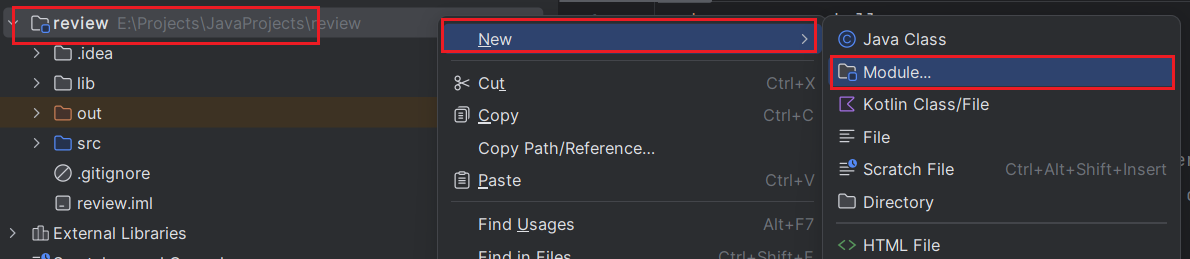 review E:\Projects\JavaProjects\review
.idea
lib
out
src
.gitignore
review.iml
External Libraries
New
Cut Ctrl+X
Copy Ctrl+C
Copy Path/Reference...
Paste Ctrl+V
Find Usages Alt+F7
Find in Files Ctrl+Shift+F
Java Class
Module...
Kotlin Class/File
File
Scratch File Ctrl+Alt+Shift+Insert
Directory
HTML File